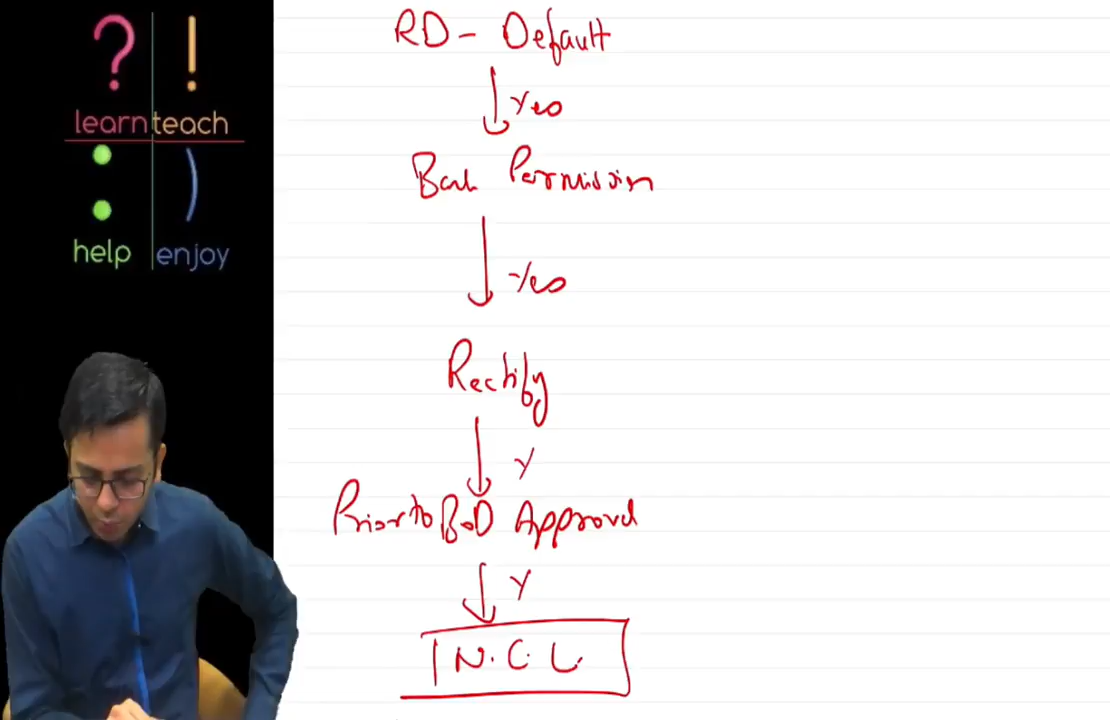 ? !
learn teach
: )
help enjoy
RD - Default
Yes
Bank Permission
Yes
Rectify
Y
Prior to BoD Approval
Y
N.C.L.